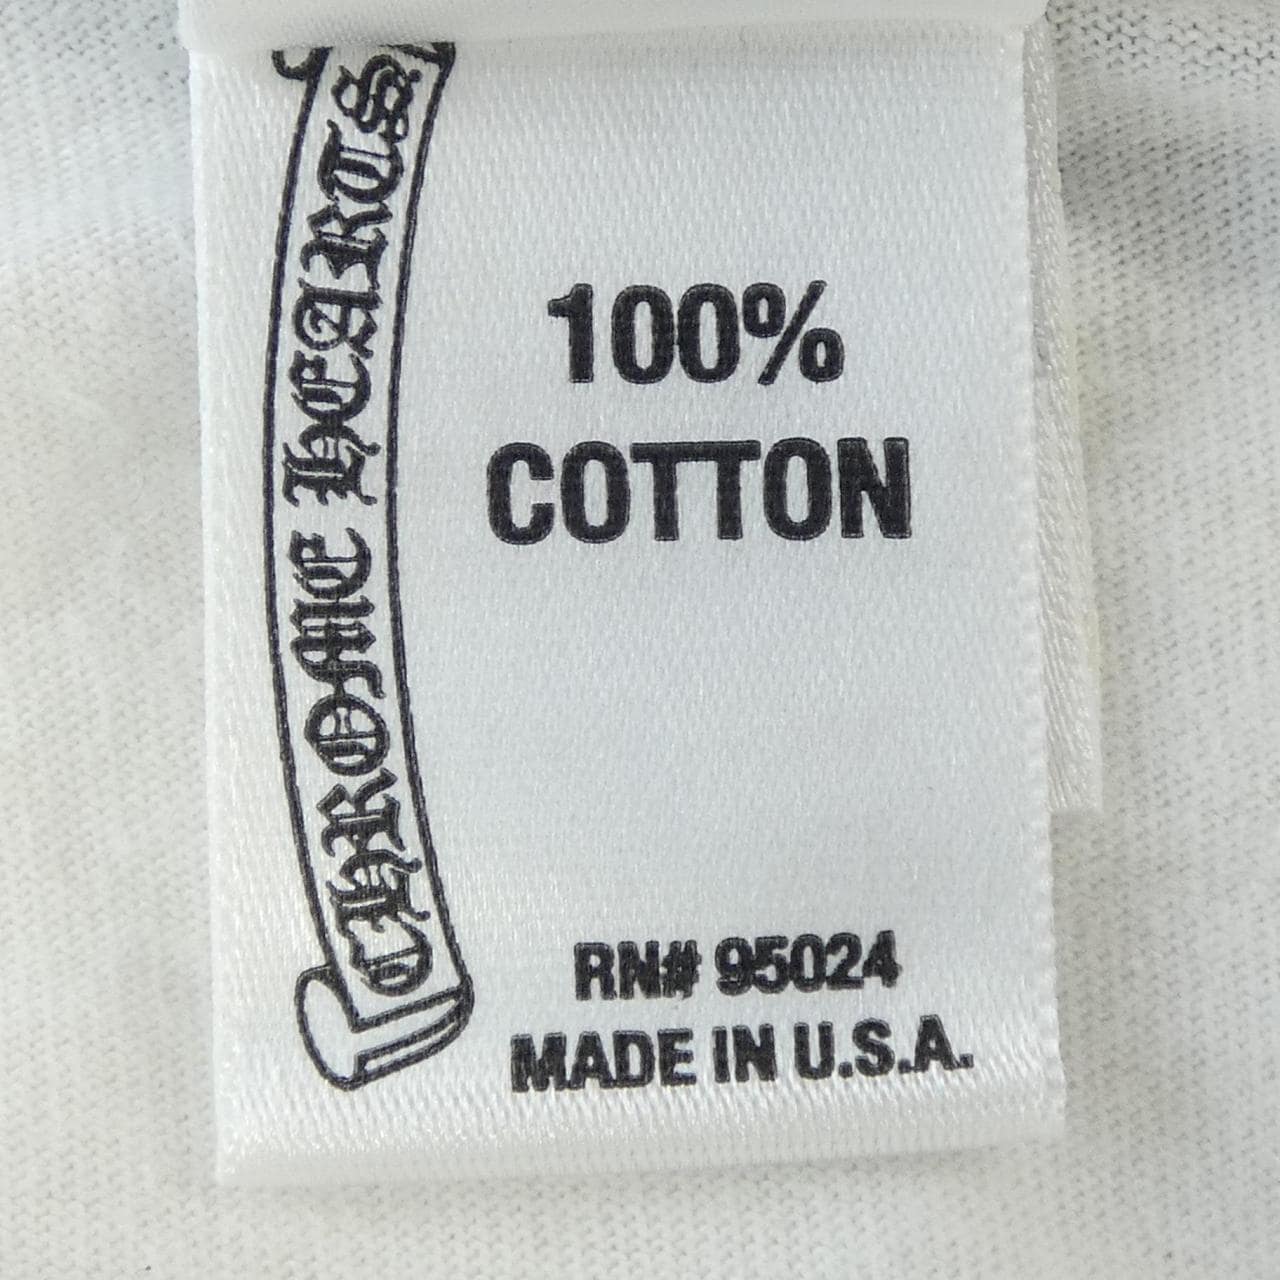 CHROME HEARTS
100%
COTTON
RN# 95024
MADE IN U.S.A.